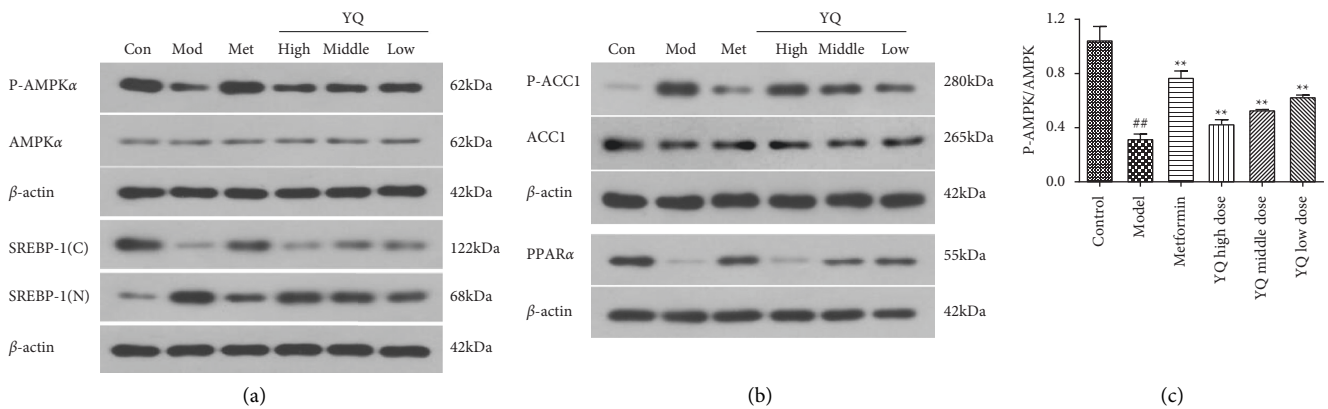 YQ
Con Mod Met High Middle Low
P-AMPKα 62kDa
AMPKα 62kDa
β-actin 42kDa
SREBP-1(C) 122kDa
SREBP-1(N) 68kDa
β-actin 42kDa
(a)
YQ
Con Mod Met High Middle Low
P-ACC1 280kDa
ACC1 265kDa
β-actin 42kDa
PPARα 55kDa
β-actin 42kDa
(b)
P-AMPK/AMPK
1.2
0.8
0.4
0.0
##
**
**
**
**
Control
Model
Metformin
YQ high dose
YQ middle dose
YQ low dose
(c)